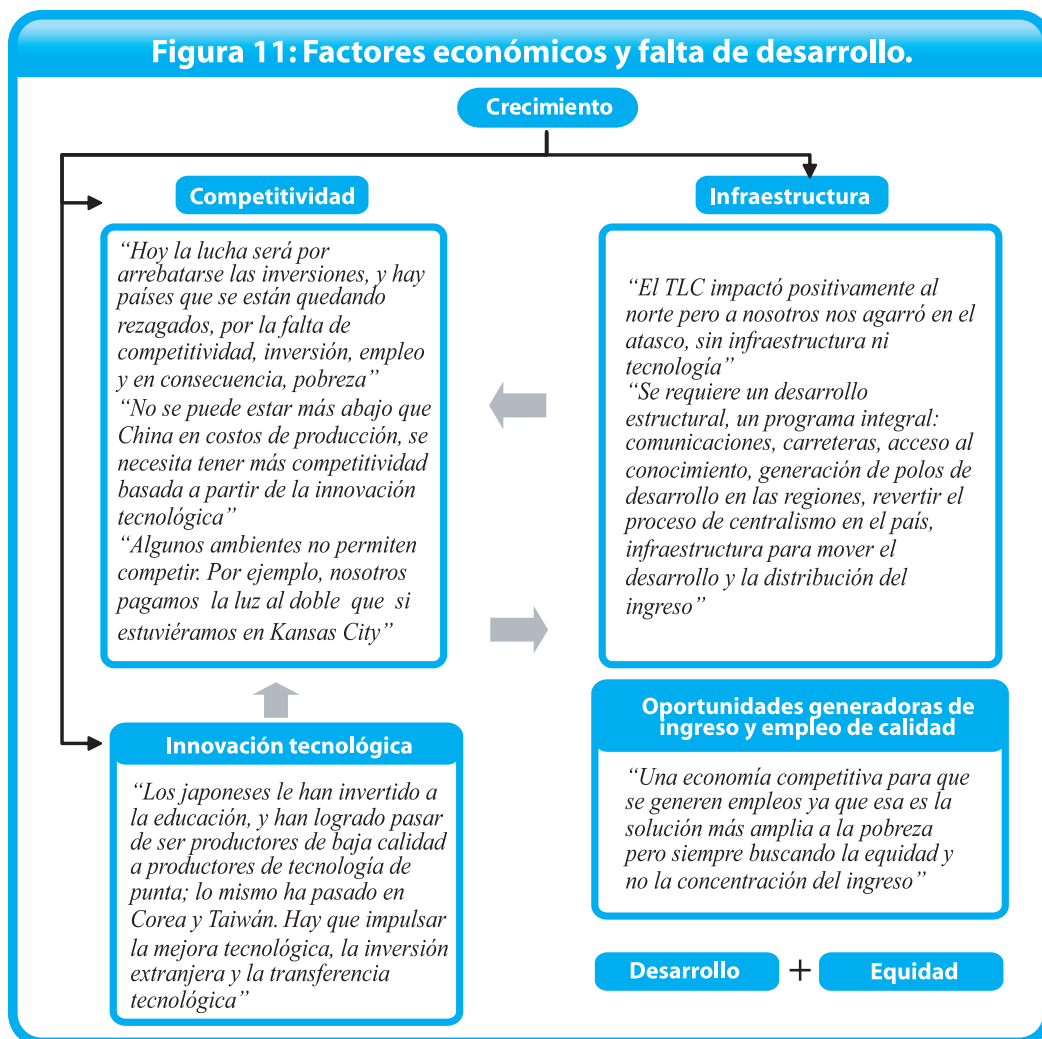 Figura 11: Factores económicos y falta de desarrollo.
Crecimiento
Competitividad
“Hoy la lucha será por
arrebatarse las inversiones, y hay
países que se están quedando
rezagados, por la falta de
competitividad, inversión, empleo
y en consecuencia, pobreza”
“No se puede estar más abajo que
China en costos de producción, se
necesita tener más competitividad
basada a partir de la innovación
tecnológica”
“Algunos ambientes no permiten
competir. Por ejemplo, nosotros
pagamos la luz al doble que si
estuviéramos en Kansas City”
Infraestructura
“El TLC impactó positivamente al
norte pero a nosotros nos agarró en el
atasco, sin infraestructura ni
tecnología”
“Se requiere un desarrollo
estructural, un programa integral:
comunicaciones, carreteras, acceso al
conocimiento, generación de polos de
desarrollo en las regiones, revertir el
proceso de centralismo en el país,
infraestructura para mover el
desarrollo y la distribución del
ingreso”
Innovación tecnológica
“Los japoneses le han invertido a
la educación, y han logrado pasar
de ser productores de baja calidad
a productores de tecnología de
punta; lo mismo ha pasado en
Corea y Taiwán. Hay que impulsar
la mejora tecnológica, la inversión
extranjera y la transferencia
tecnológica”
Oportunidades generadoras de
ingreso y empleo de calidad
“Una economía competitiva para que
se generen empleos ya que esa es la
solución más amplia a la pobreza
pero siempre buscando la equidad y
no la concentración del ingreso”
Desarrollo + Equidad